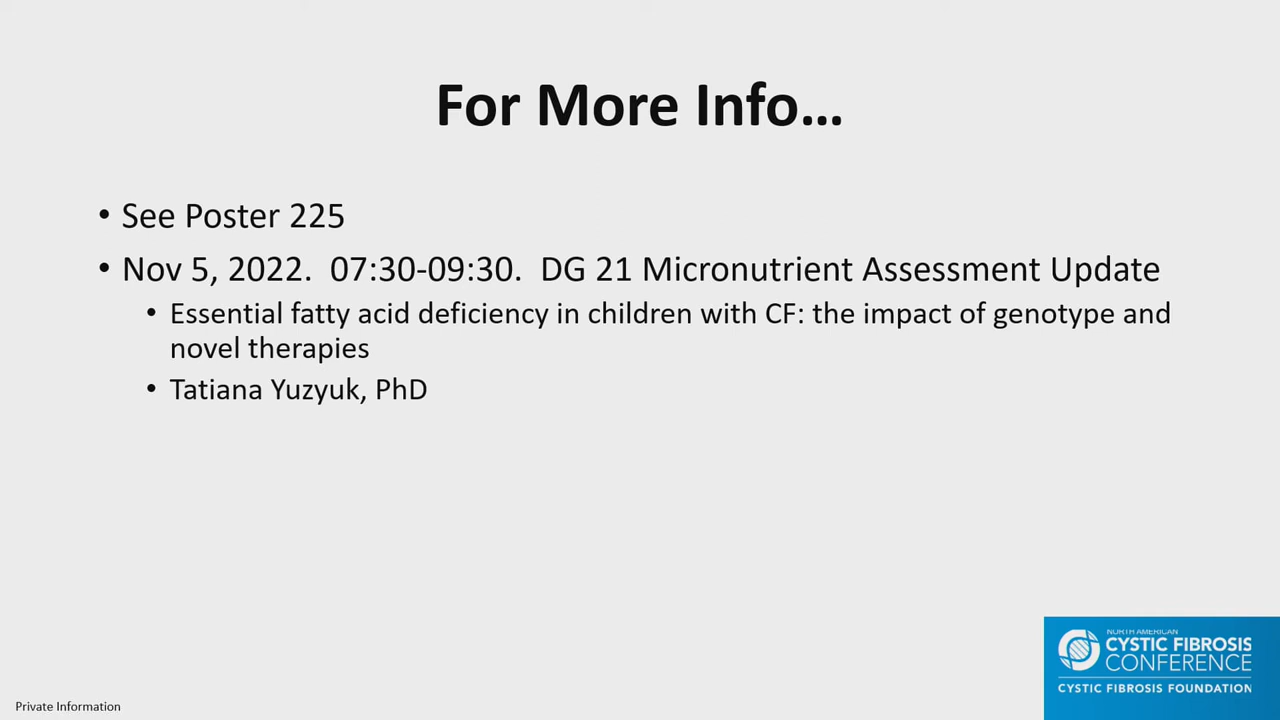 For More Info...
• See Poster 225
• Nov 5, 2022.  07:30-09:30.  DG 21 Micronutrient Assessment Update
• Essential fatty acid deficiency in children with CF: the impact of genotype and
novel therapies
• Tatiana Yuzyuk, PhD
NORTH AMERICAN
CYSTIC FIBROSIS
CONFERENCE
CYSTIC FIBROSIS FOUNDATION
Private Information